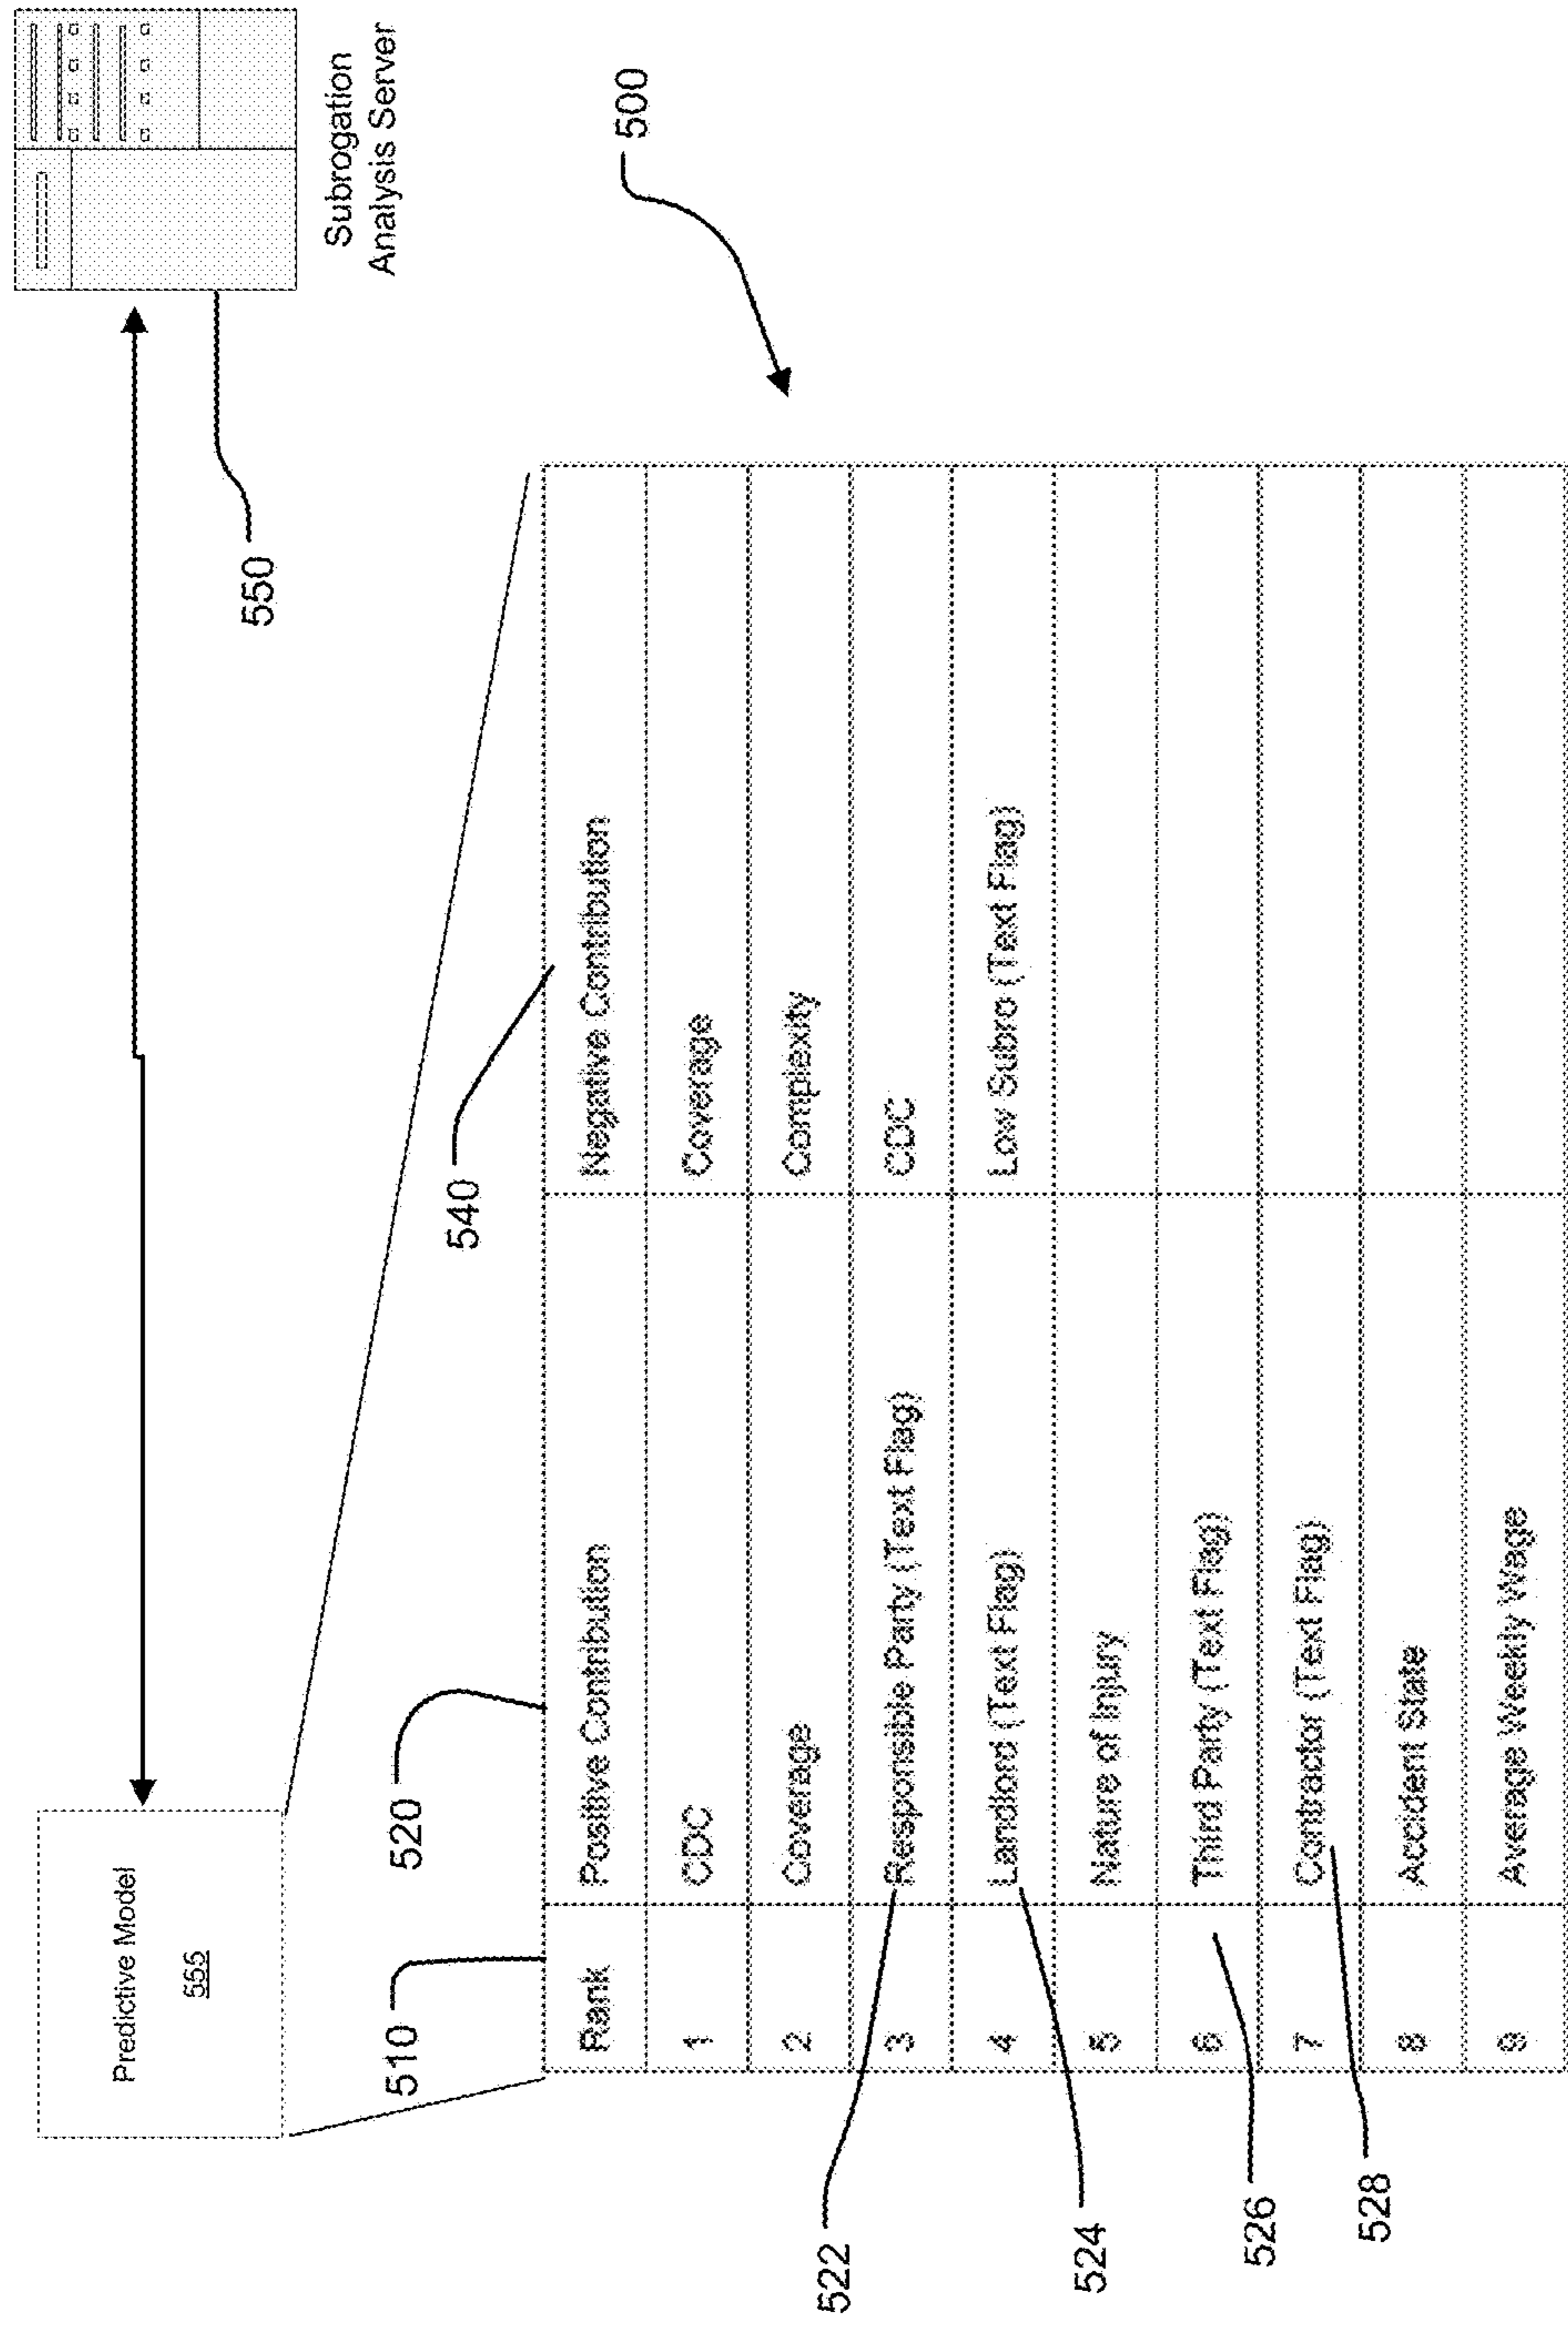 Predictive Model
555
Subrogation
Analysis Server
550
500
510
520
540
Rank Positive Contribution Negative Contribution
1 CDC Coverage
2 Coverage Complexity
3 Responsible Party (Text Flag) CDC
4 Landlord (Text Flag) Low Subro (Text Flag)
5 Nature of Injury
6 Third Party (Text Flag)
7 Contractor (Text Flag)
8 Accident State
9 Average Weekly Wage
522
524
526
528